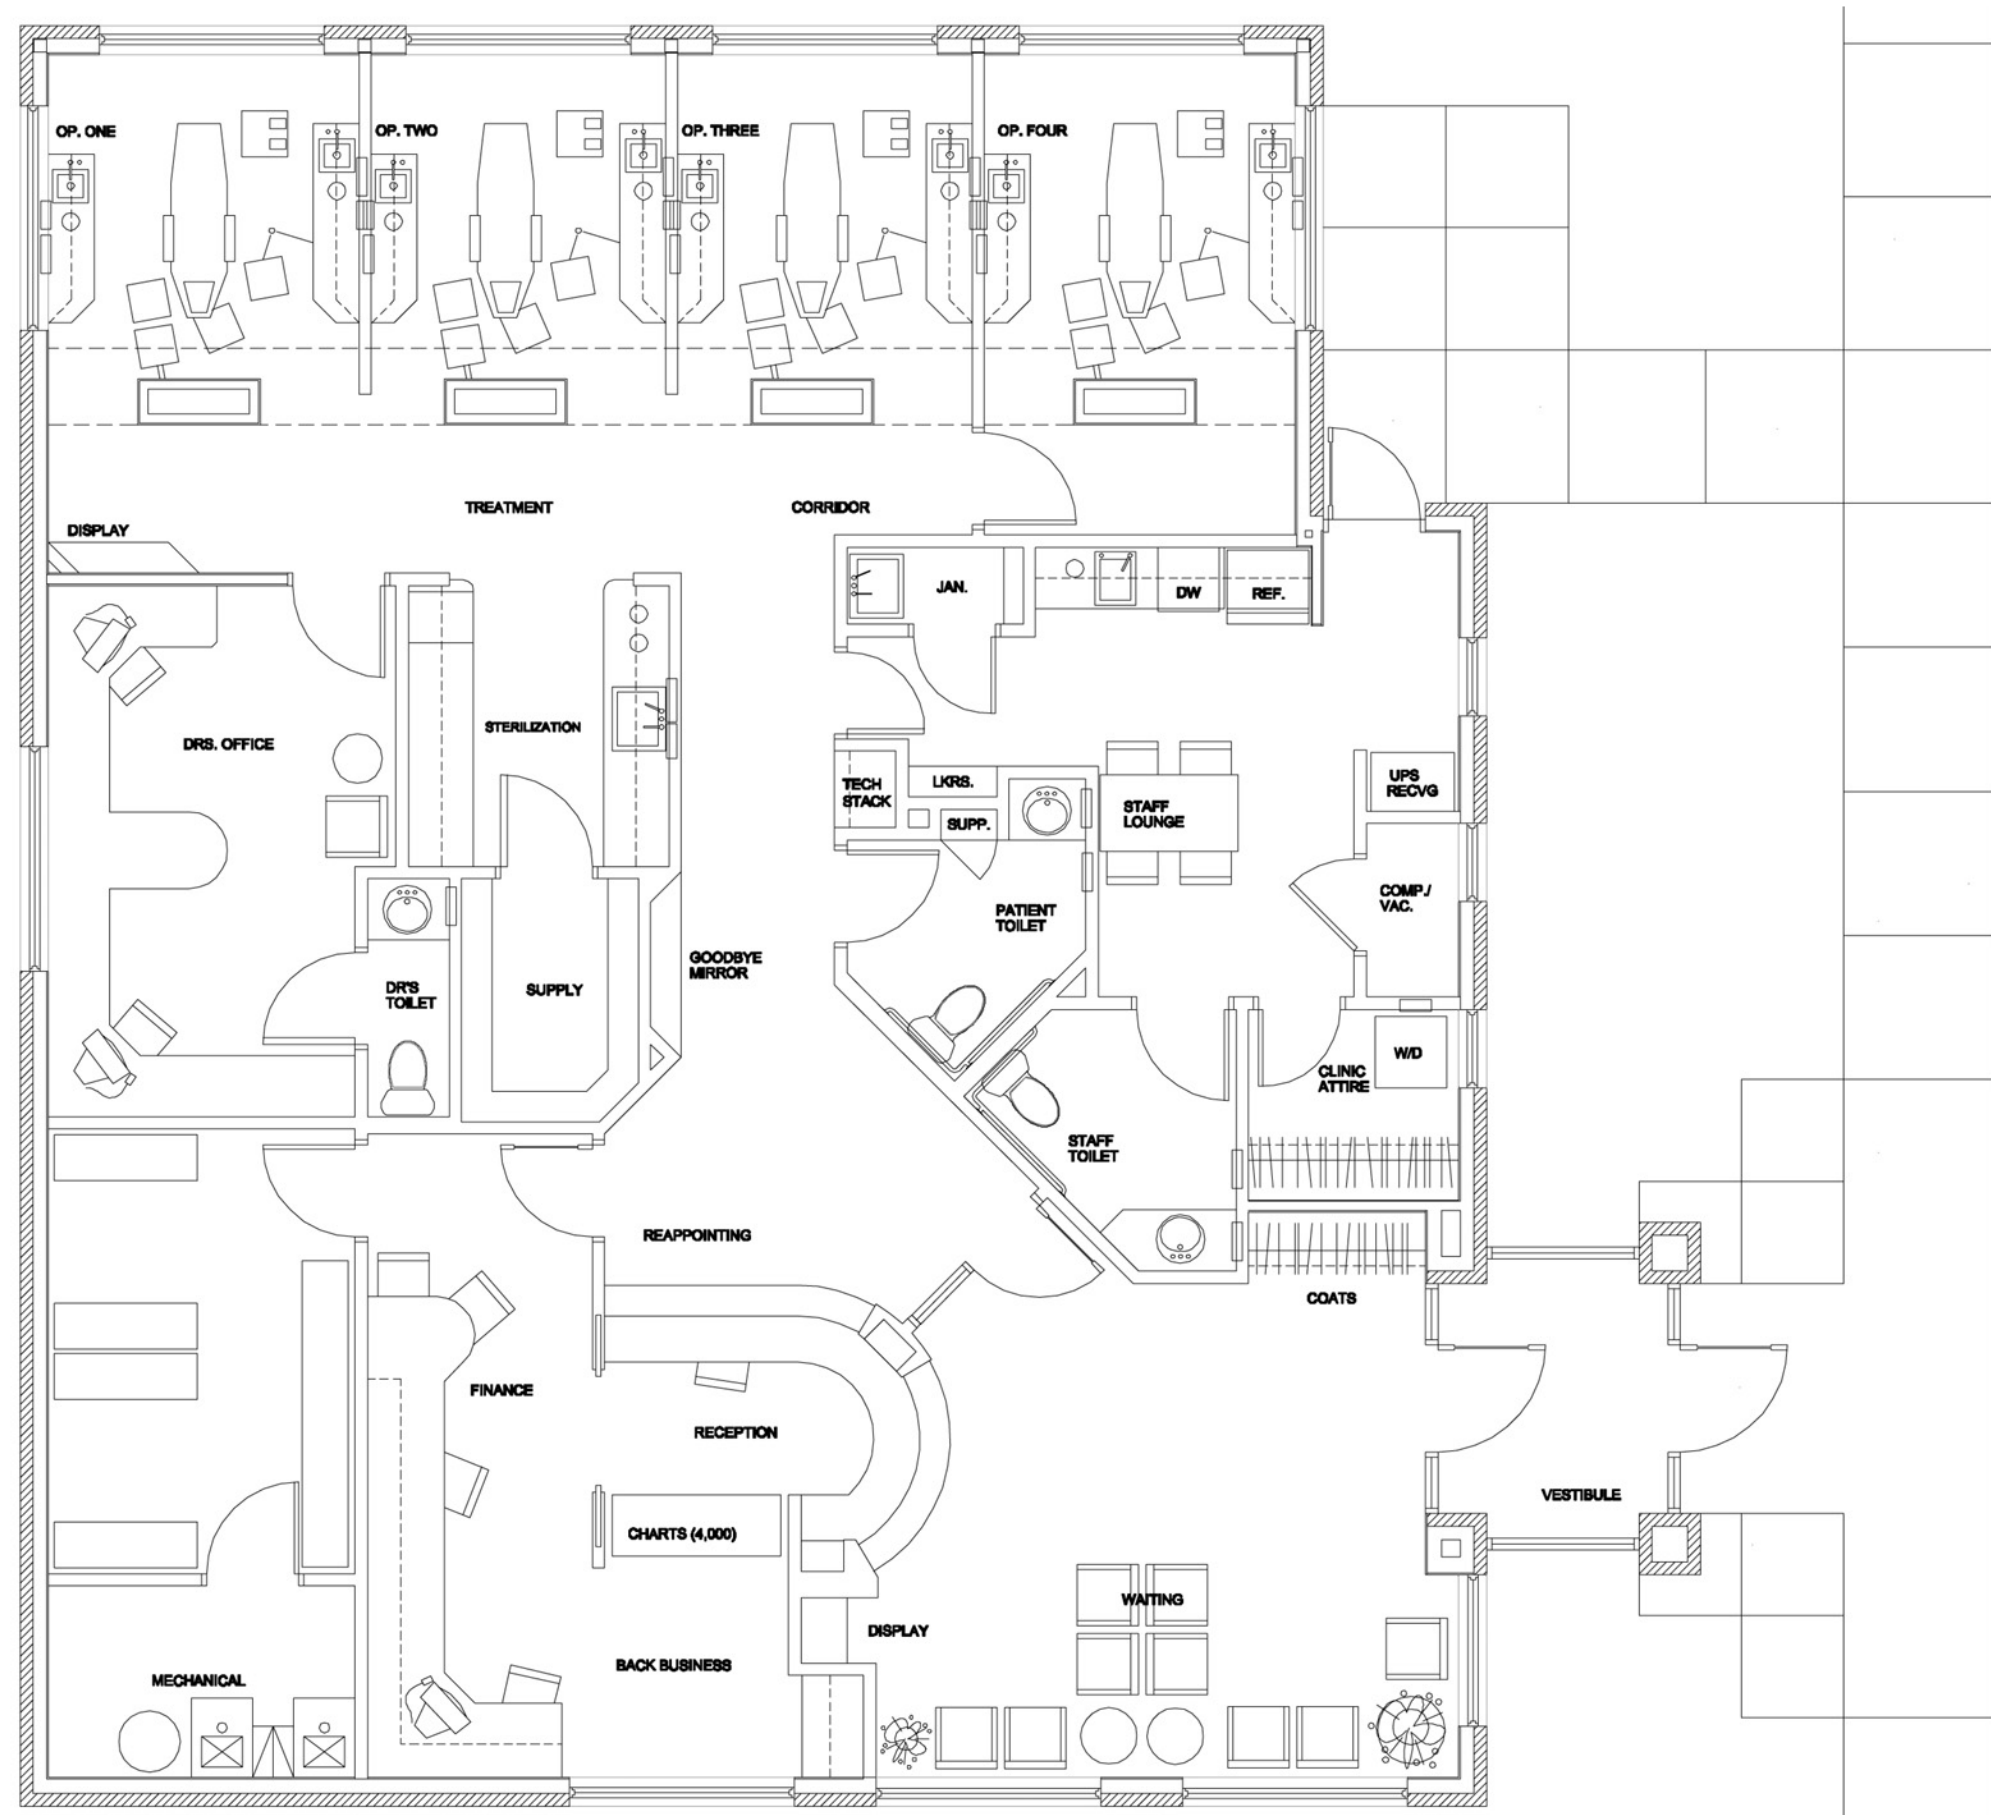 OP. ONE
OP. TWO
OP. THREE
OP. FOUR
TREATMENT
CORRIDOR
DISPLAY
JAN.
DW
REF.
STERILIZATION
DRS. OFFICE
TECH
STACK
LKRS.
SUPP.
STAFF
LOUNGE
UPS
RECVG
COMP./
VAC.
PATIENT
TOILET
GOODBYE
MIRROR
DR'S
TOILET
SUPPLY
W/D
CLINIC
ATTIRE
STAFF
TOILET
REAPPOINTING
COATS
FINANCE
RECEPTION
VESTIBULE
CHARTS (4,000)
WAITING
DISPLAY
BACK BUSINESS
MECHANICAL